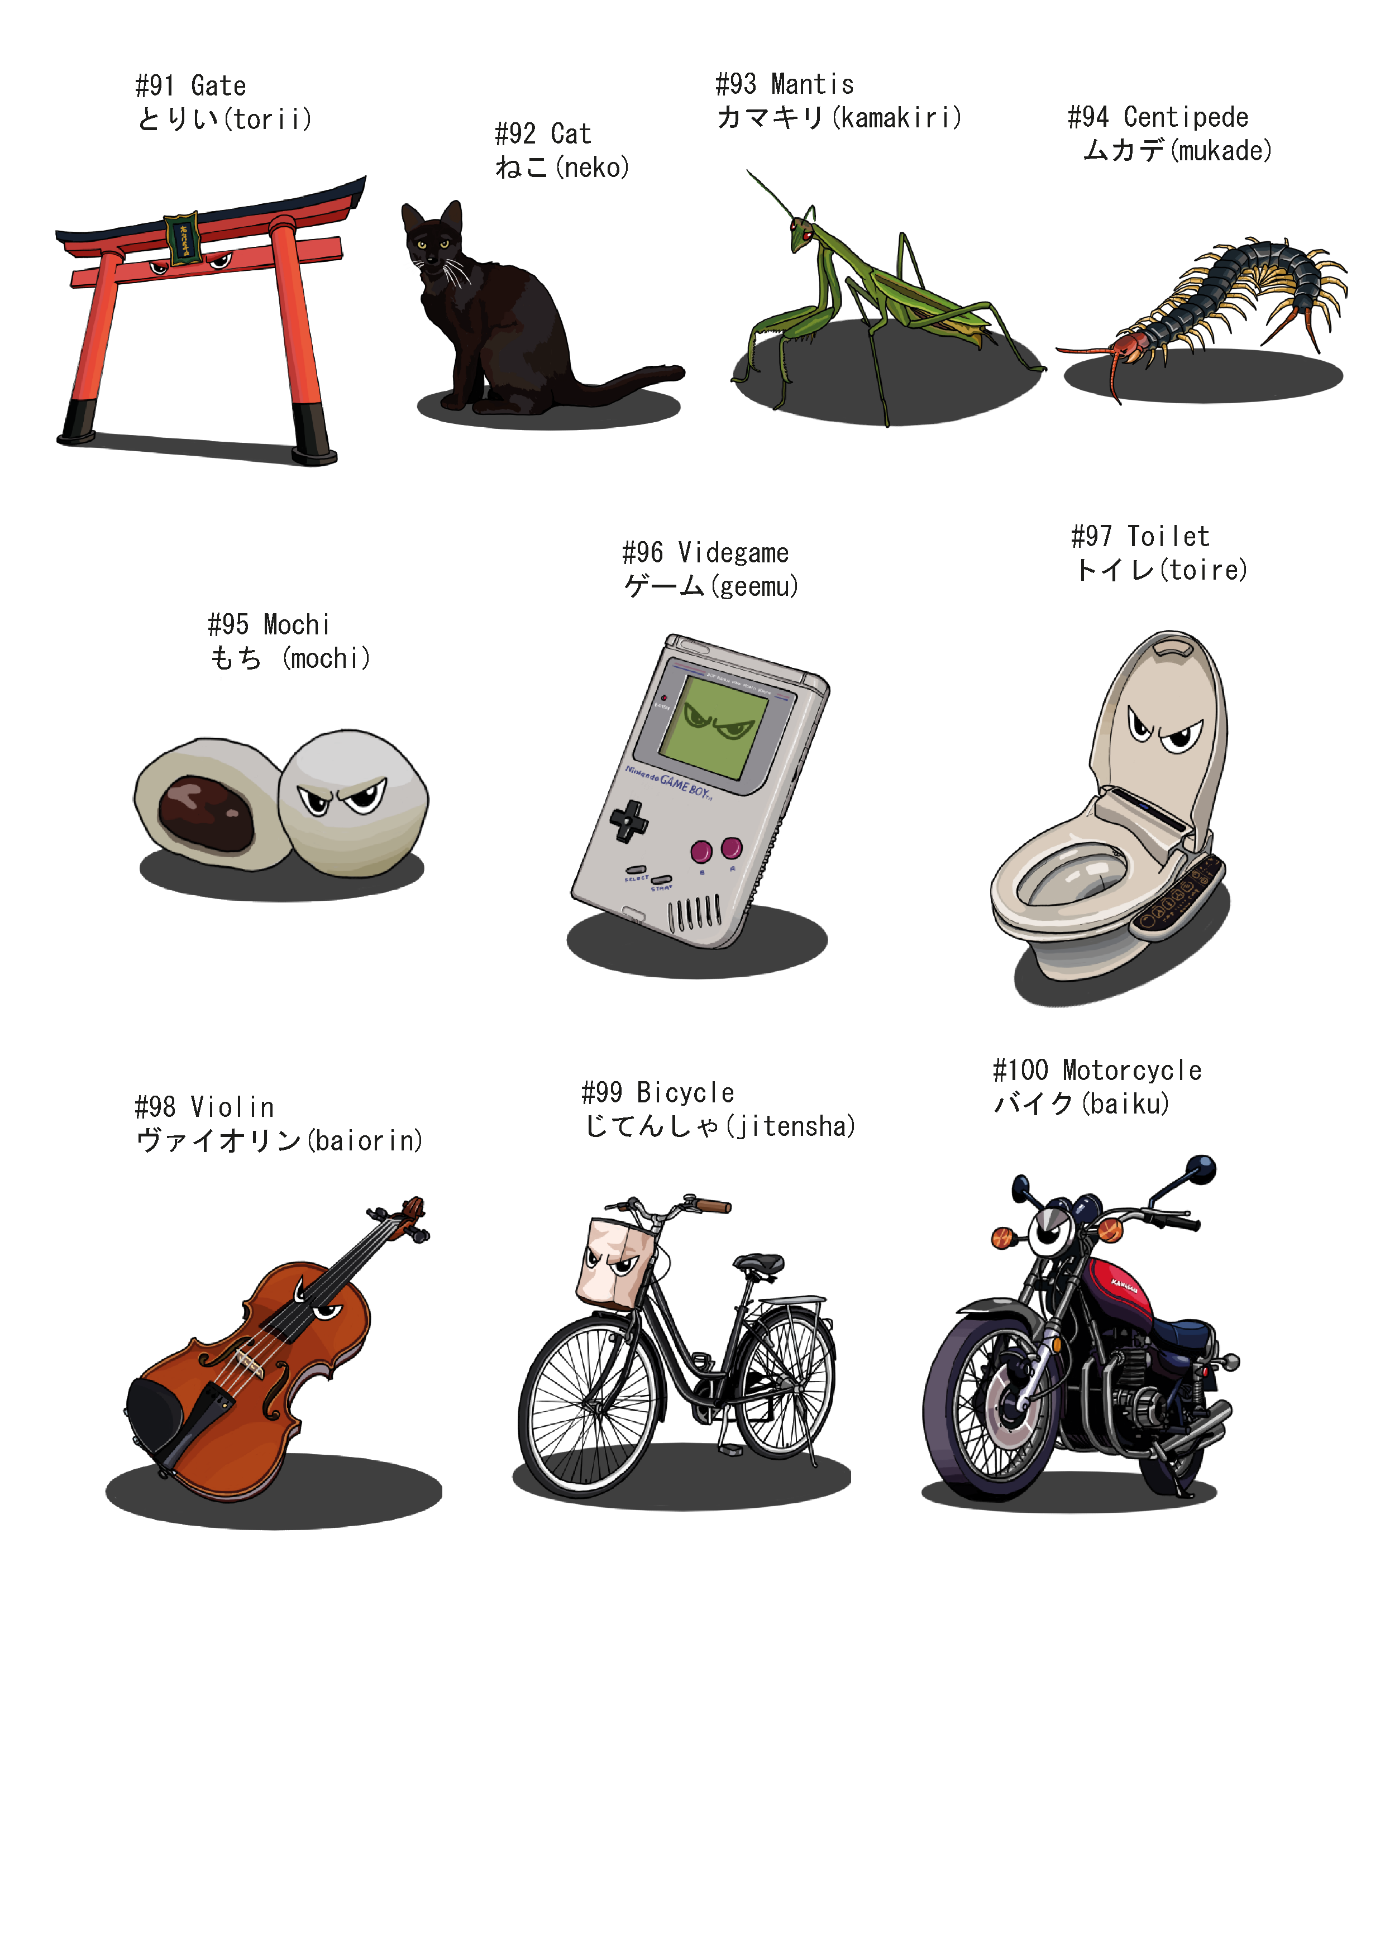 #91 Gate
とりい(torii)
#92 Cat
ねこ(neko)
#93 Mantis
カマキリ(kamakiri)
#94 Centipede
ムカデ(mukade)
#95 Mochi
もち (mochi)
#96 Videgame
ゲーム(geemu)
Nintendo GAME BOY
SELECT
START
B
A
#97 Toilet
トイレ(toire)
#98 Violin
ヴァイオリン(baiorin)
#99 Bicycle
じてんしゃ(jitensha)
#100 Motorcycle
バイク(baiku)
KAWASAKI